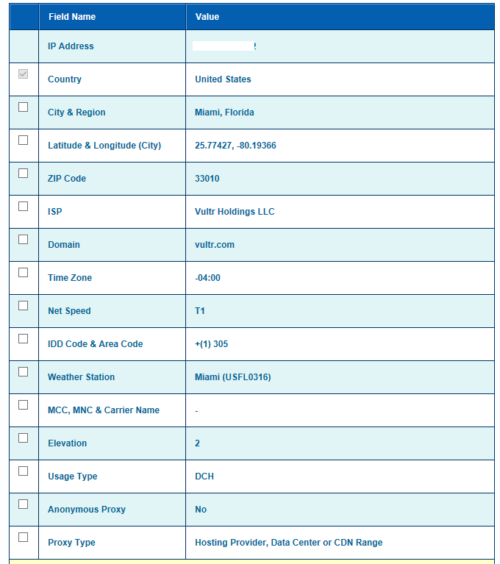 Field Name Value
IP Address
Country United States
City & Region Miami, Florida
Latitude & Longitude (City) 25.77427, -80.19366
ZIP Code 33010
ISP Vultr Holdings LLC
Domain vultr.com
Time Zone -04:00
Net Speed T1
IDD Code & Area Code +(1) 305
Weather Station Miami (USFL0316)
MCC, MNC & Carrier Name -
Elevation 2
Usage Type DCH
Anonymous Proxy No
Proxy Type Hosting Provider, Data Center or CDN Range